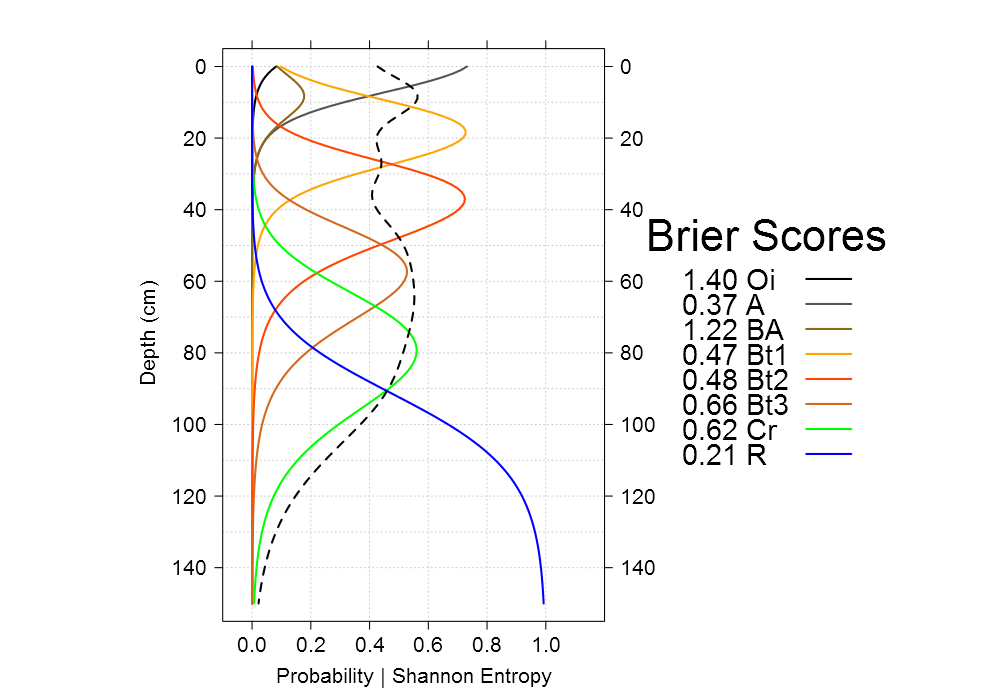 0 0
20 20
40 40
60 60
80 80
100 100
120 120
140 140
0.0 0.2 0.4 0.6 0.8 1.0
Probability | Shannon Entropy
Depth (cm)
Brier Scores
1.40 Oi
0.37 A
1.22 BA
0.47 Bt1
0.48 Bt2
0.66 Bt3
0.62 Cr
0.21 R